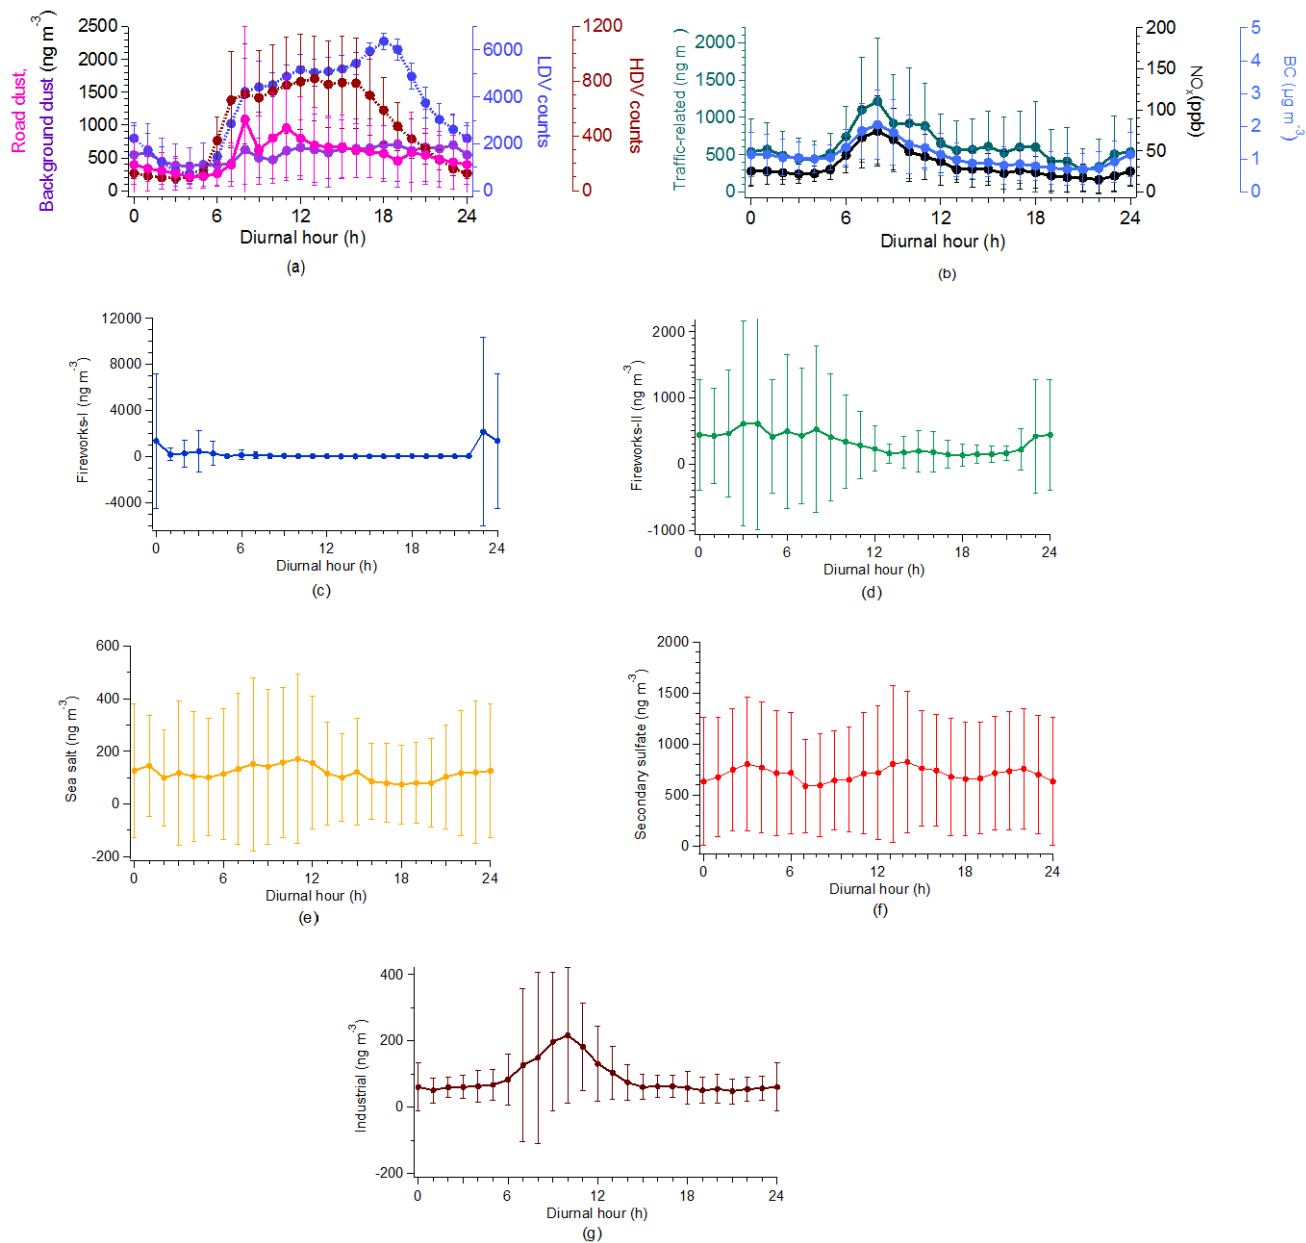 Road dust,
Background dust (ng m-3)
2500
2000
1500
1000
500
0
0 6 12 18 24
Diurnal hour (h)
6000
4000
2000
0
LDV counts
1200
800
400
0
HDV counts
(a)
Traffic-related (ng m-3)
2000
1500
1000
500
0
0 6 12 18 24
Diurnal hour (h)
200
150
100
50
0
NOx(ppb)
5
4
3
2
1
0
BC (µg m-3)
(b)
Fireworks-I (ng m-3)
12000
8000
4000
0
-4000
0 6 12 18 24
Diurnal hour (h)
(c)
Fireworks-II (ng m-3)
2000
1000
0
-1000
0 6 12 18 24
Diurnal hour (h)
(d)
Sea salt (ng m-3)
600
400
200
0
-200
0 6 12 18 24
Diurnal hour (h)
(e)
Secondary sulfate (ng m-3)
2000
1500
1000
500
0
0 6 12 18 24
Diurnal hour (h)
(f)
Industrial (ng m-3)
400
200
0
-200
0 6 12 18 24
Diurnal hour (h)
(g)